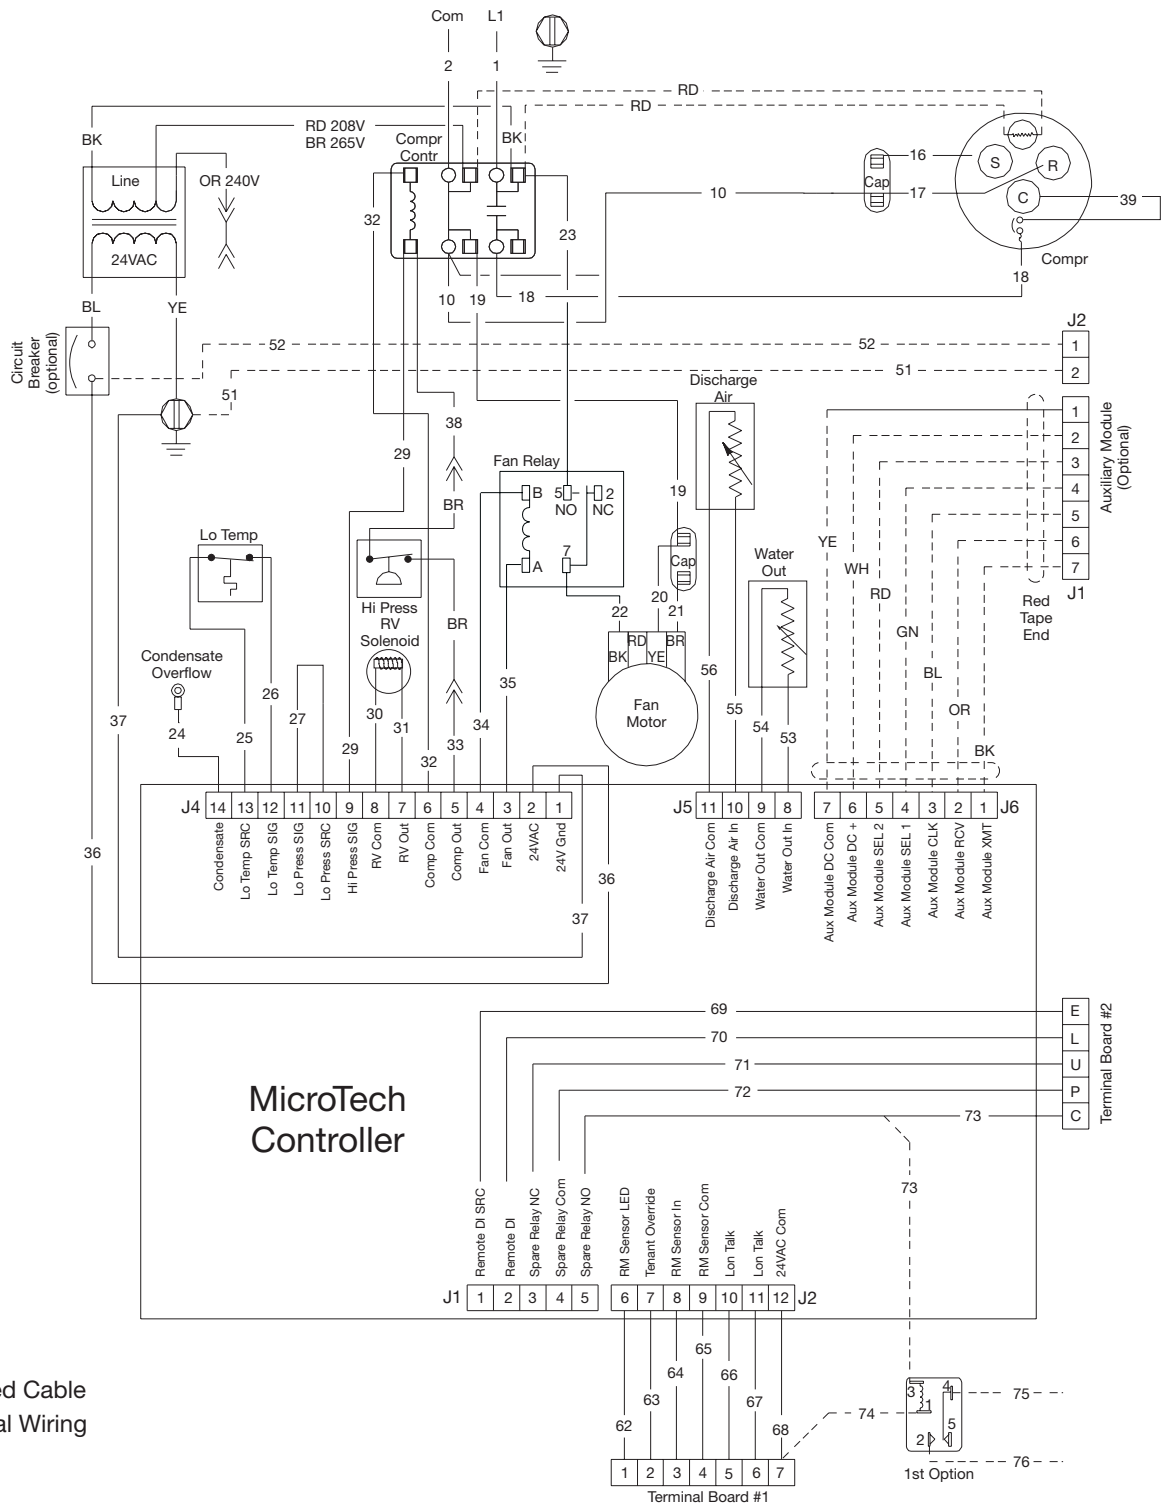 Com
L1
2
1
RD
RD
BK
RD 208V
BR 265V
Compr
Contr
BK
Line
OR 240V
24VAC
32
23
10
Cap
16
17
S
R
C
39
Compr
18
BL
YE
10
19
18
Circuit
Breaker
(optional)
52
52
51
51
J2
1
2
Discharge
Air
38
29
Fan Relay
BR
B
5
2
NO
NC
7
A
19
Cap
Auxiliary Module
(Optional)
1
2
3
4
5
6
7
J1
Red
Tape
End
YE
WH
RD
GN
BL
OR
BK
Lo Temp
Hi Press
RV
Solenoid
BR
Water
Out
22
20
21
BK
RD
YE
BR
Fan
Motor
Condensate
Overflow
24
25
26
27
29
30
31
32
33
34
35
37
56
55
54
53
J4
14
13
12
11
10
9
8
7
6
5
4
3
2
1
J5
11
10
9
8
7
6
5
4
3
2
1
J6
Condensate
Lo Temp SRC
Lo Temp SIG
Lo Press SIG
Lo Press SRC
Hi Press SIG
RV Com
RV Out
Comp Com
Comp Out
Fan Com
Fan Out
24VAC
24V Gnd
Discharge Air Com
Discharge Air In
Water Out Com
Water Out In
Aux Module DC Com
Aux Module DC +
Aux Module SEL 2
Aux Module SEL 1
Aux Module CLK
Aux Module RCV
Aux Module XMIT
36
36
37
69
70
71
72
73
E
L
U
P
C
Terminal Board #2
MicroTech
Controller
73
Remote DI SRC
Remote DI
Spare Relay NC
Spare Relay Com
Spare Relay NO
RM Sensor LED
Tenant Override
RM Sensor In
RM Sensor Com
Lon Talk
Lon Talk
24VAC Com
J1
1
2
3
4
5
6
7
8
9
10
11
12
J2
62
63
64
65
66
67
68
74
3
4
1
2
5
75
76
1st Option
ed Cable
al Wiring
1
2
3
4
5
6
7
Terminal Board #1